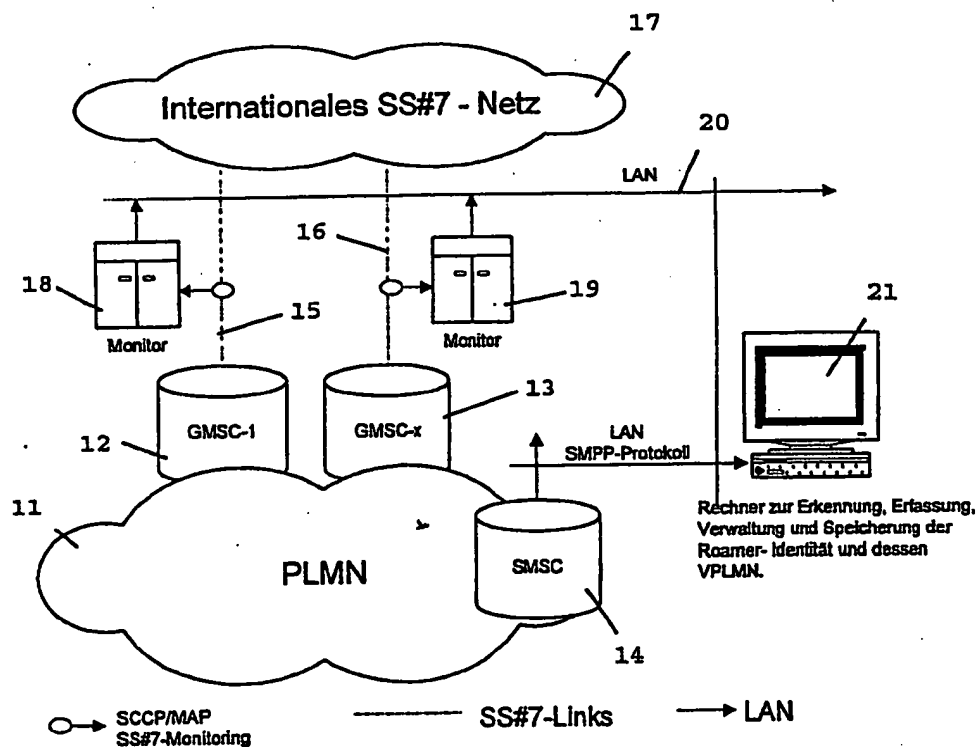 17
Internationales SS#7 - Netz
20
LAN
16
18
15
19
21
Monitor
Monitor
13
GMSC-1
GMSC-x
12
LAN
SMPP-Protokoll
11
Rechner zur Erkennung, Erfassung,
Verwaltung und Speicherung der
Roamer- Identität und dessen
VPLMN.
PLMN
SMSC
14
SCCP/MAP
SS#7-Monitoring
SS#7-Links
LAN